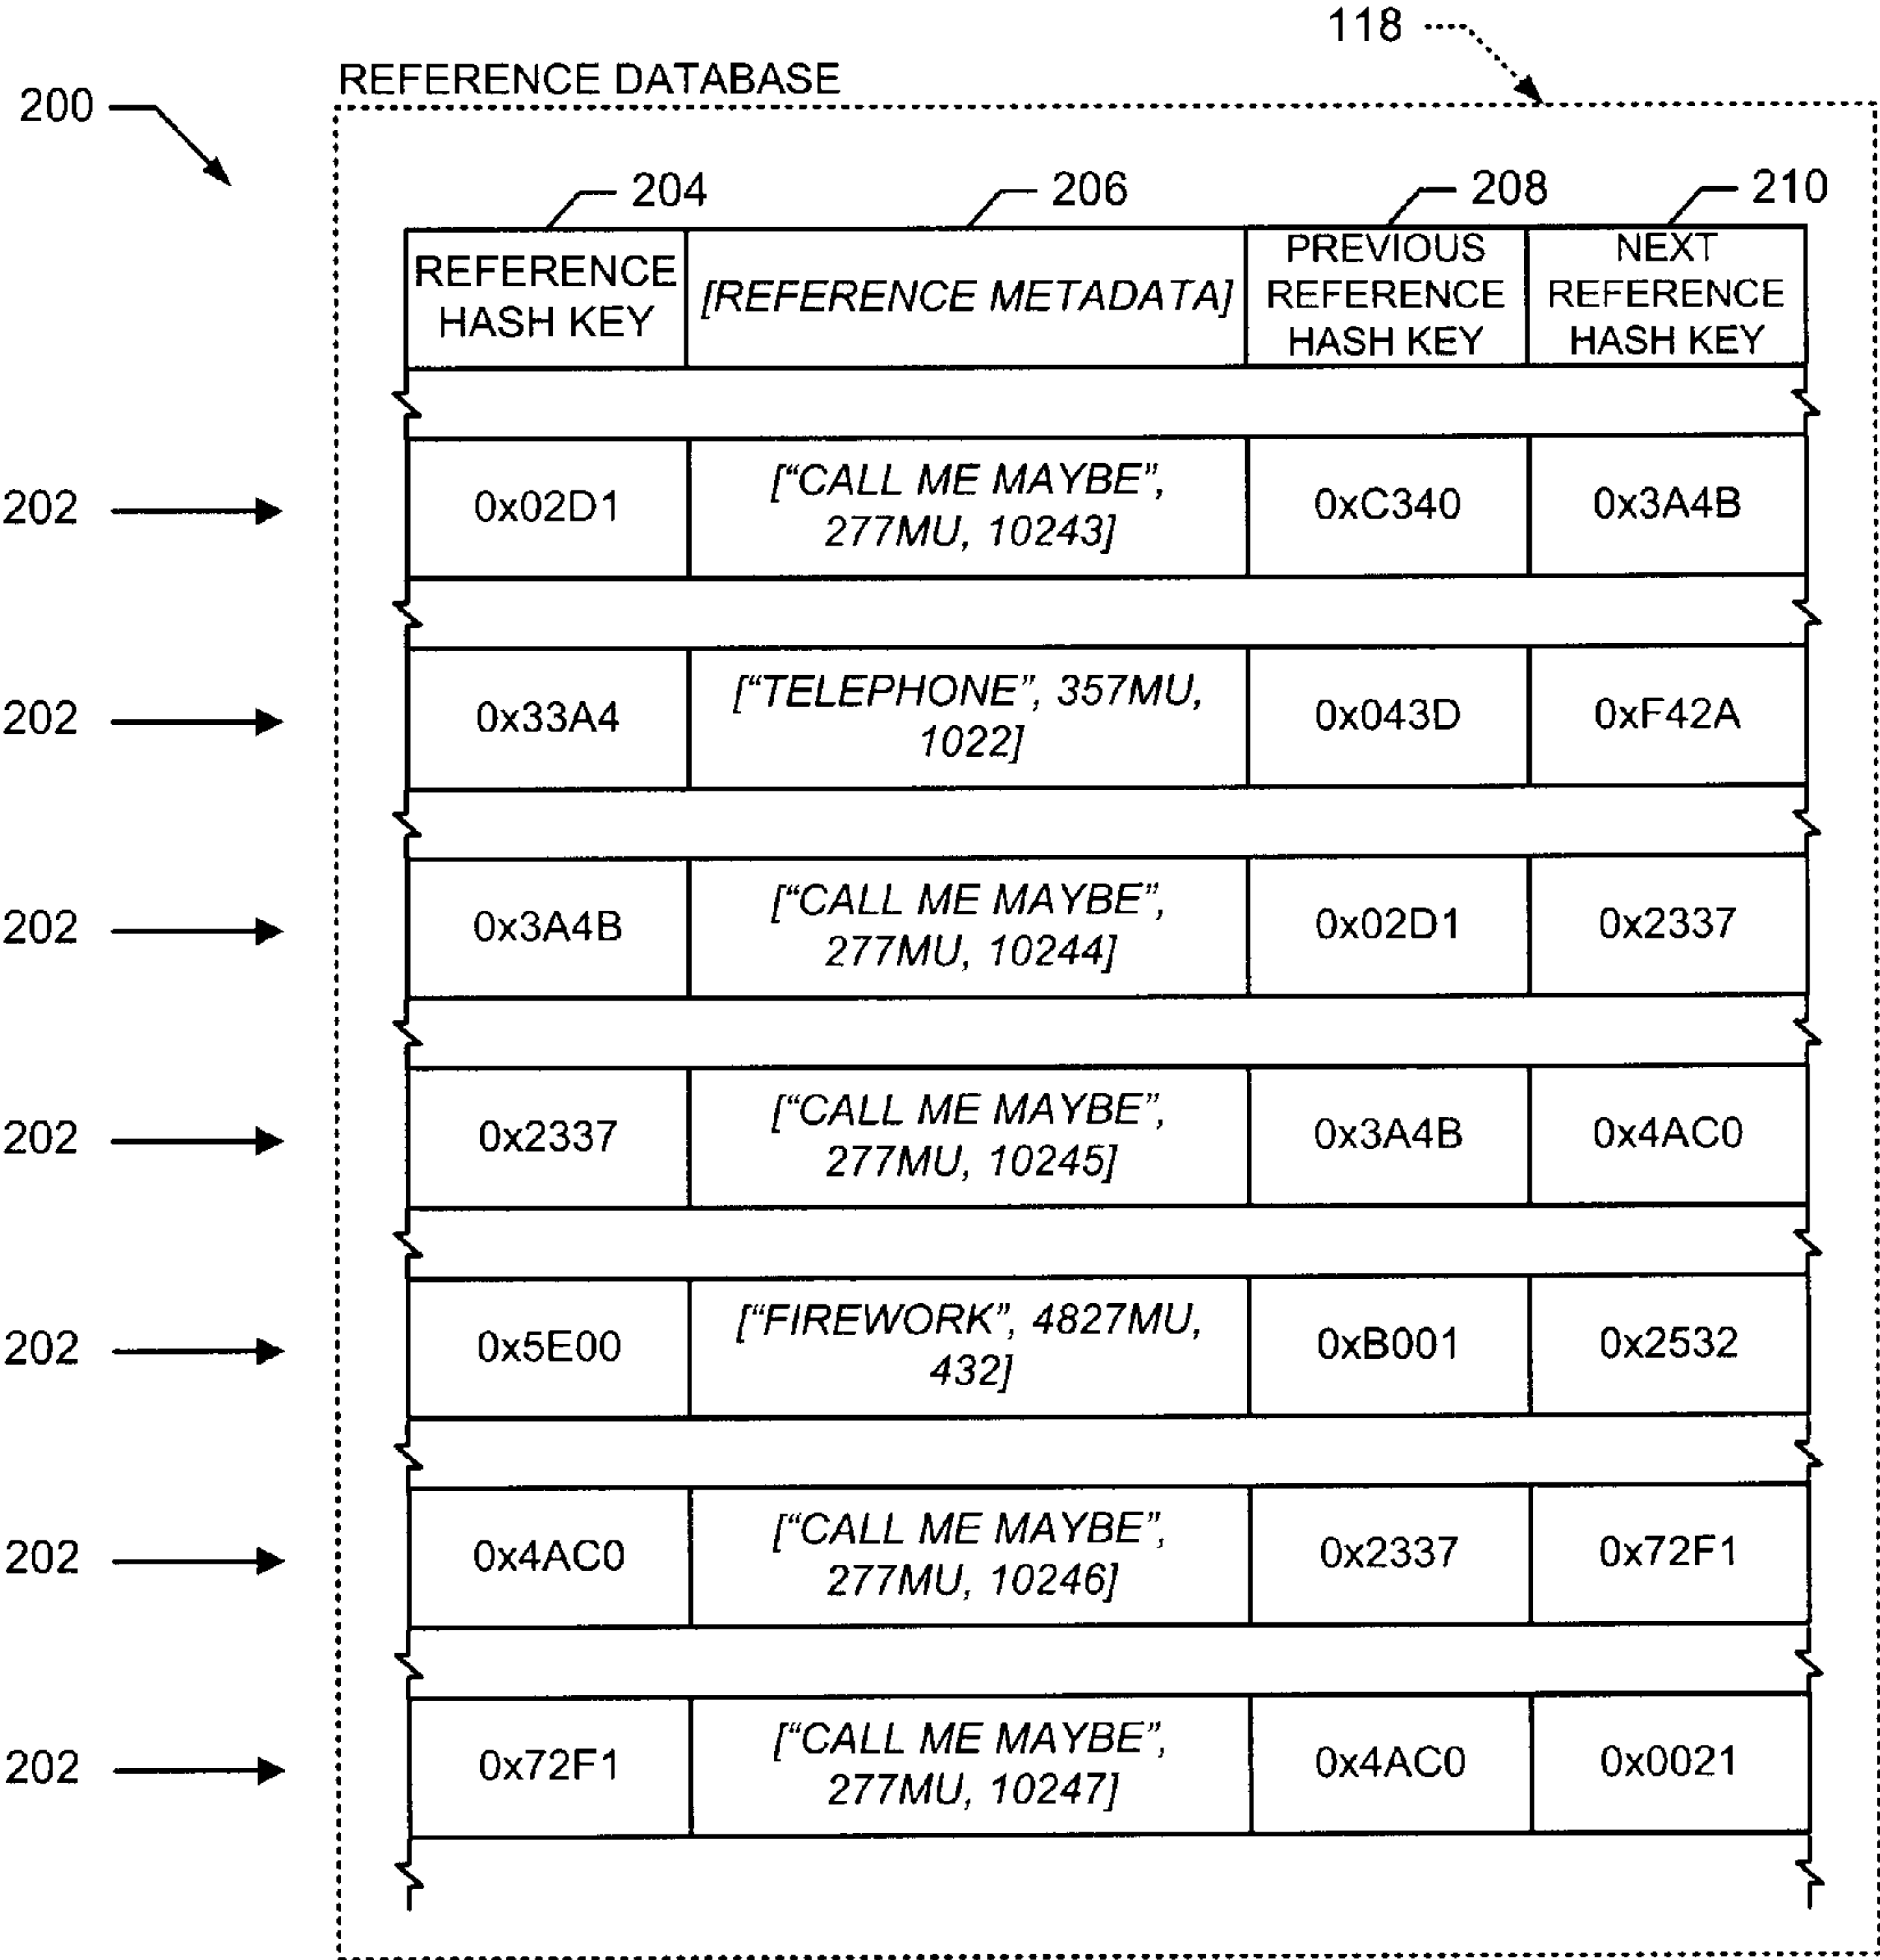 118
REFERENCE DATABASE
200
204
206
208
210
REFERENCE
HASH KEY
[REFERENCE METADATA]
PREVIOUS
REFERENCE
HASH KEY
NEXT
REFERENCE
HASH KEY
202
0x02D1
["CALL ME MAYBE",
277MU, 10243]
0xC340
0x3A4B
202
0x33A4
["TELEPHONE", 357MU,
1022]
0x043D
0xF42A
202
0x3A4B
["CALL ME MAYBE",
277MU, 10244]
0x02D1
0x2337
202
0x2337
["CALL ME MAYBE",
277MU, 10245]
0x3A4B
0x4AC0
202
0x5E00
["FIREWORK", 4827MU,
432]
0xB001
0x2532
202
0x4AC0
["CALL ME MAYBE",
277MU, 10246]
0x2337
0x72F1
202
0x72F1
["CALL ME MAYBE",
277MU, 10247]
0x4AC0
0x0021